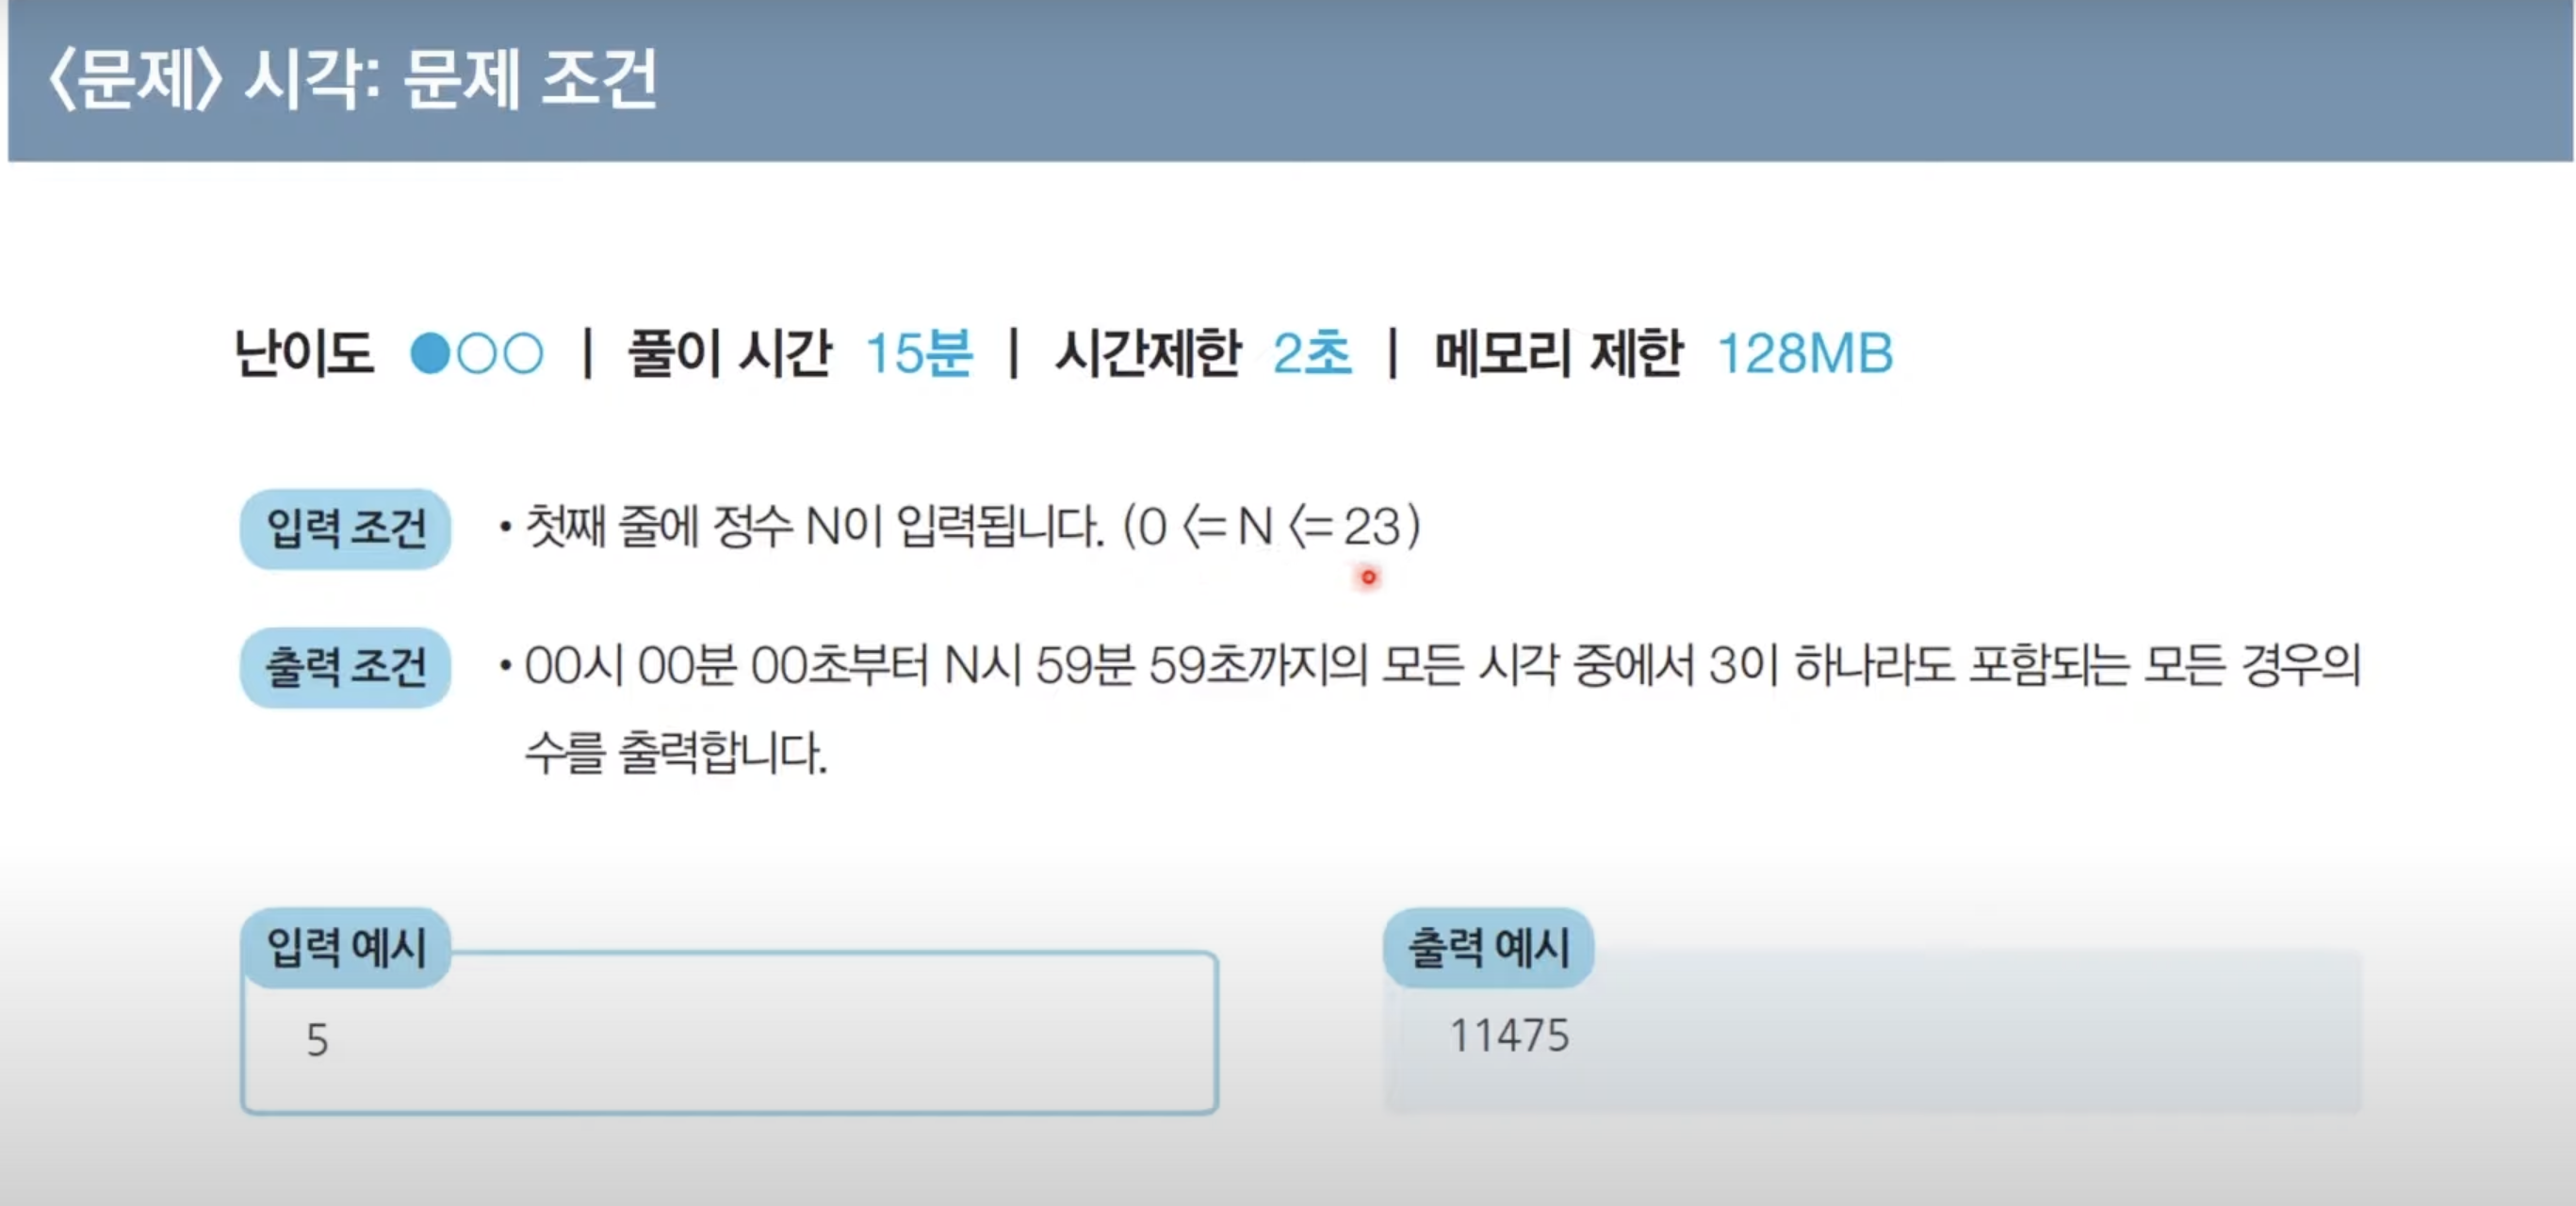 <문제> 시각: 문제 조건
난이도 ●○○ | 풀이 시간 15분 | 시간제한 2초 | 메모리 제한 128MB
입력 조건 • 첫째 줄에 정수 N이 입력됩니다. (0 <= N <= 23)
출력 조건 • 00시 00분 00초부터 N시 59분 59초까지의 모든 시각 중에서 3이 하나라도 포함되는 모든 경우의
수를 출력합니다.
입력 예시
5
출력 예시
11475